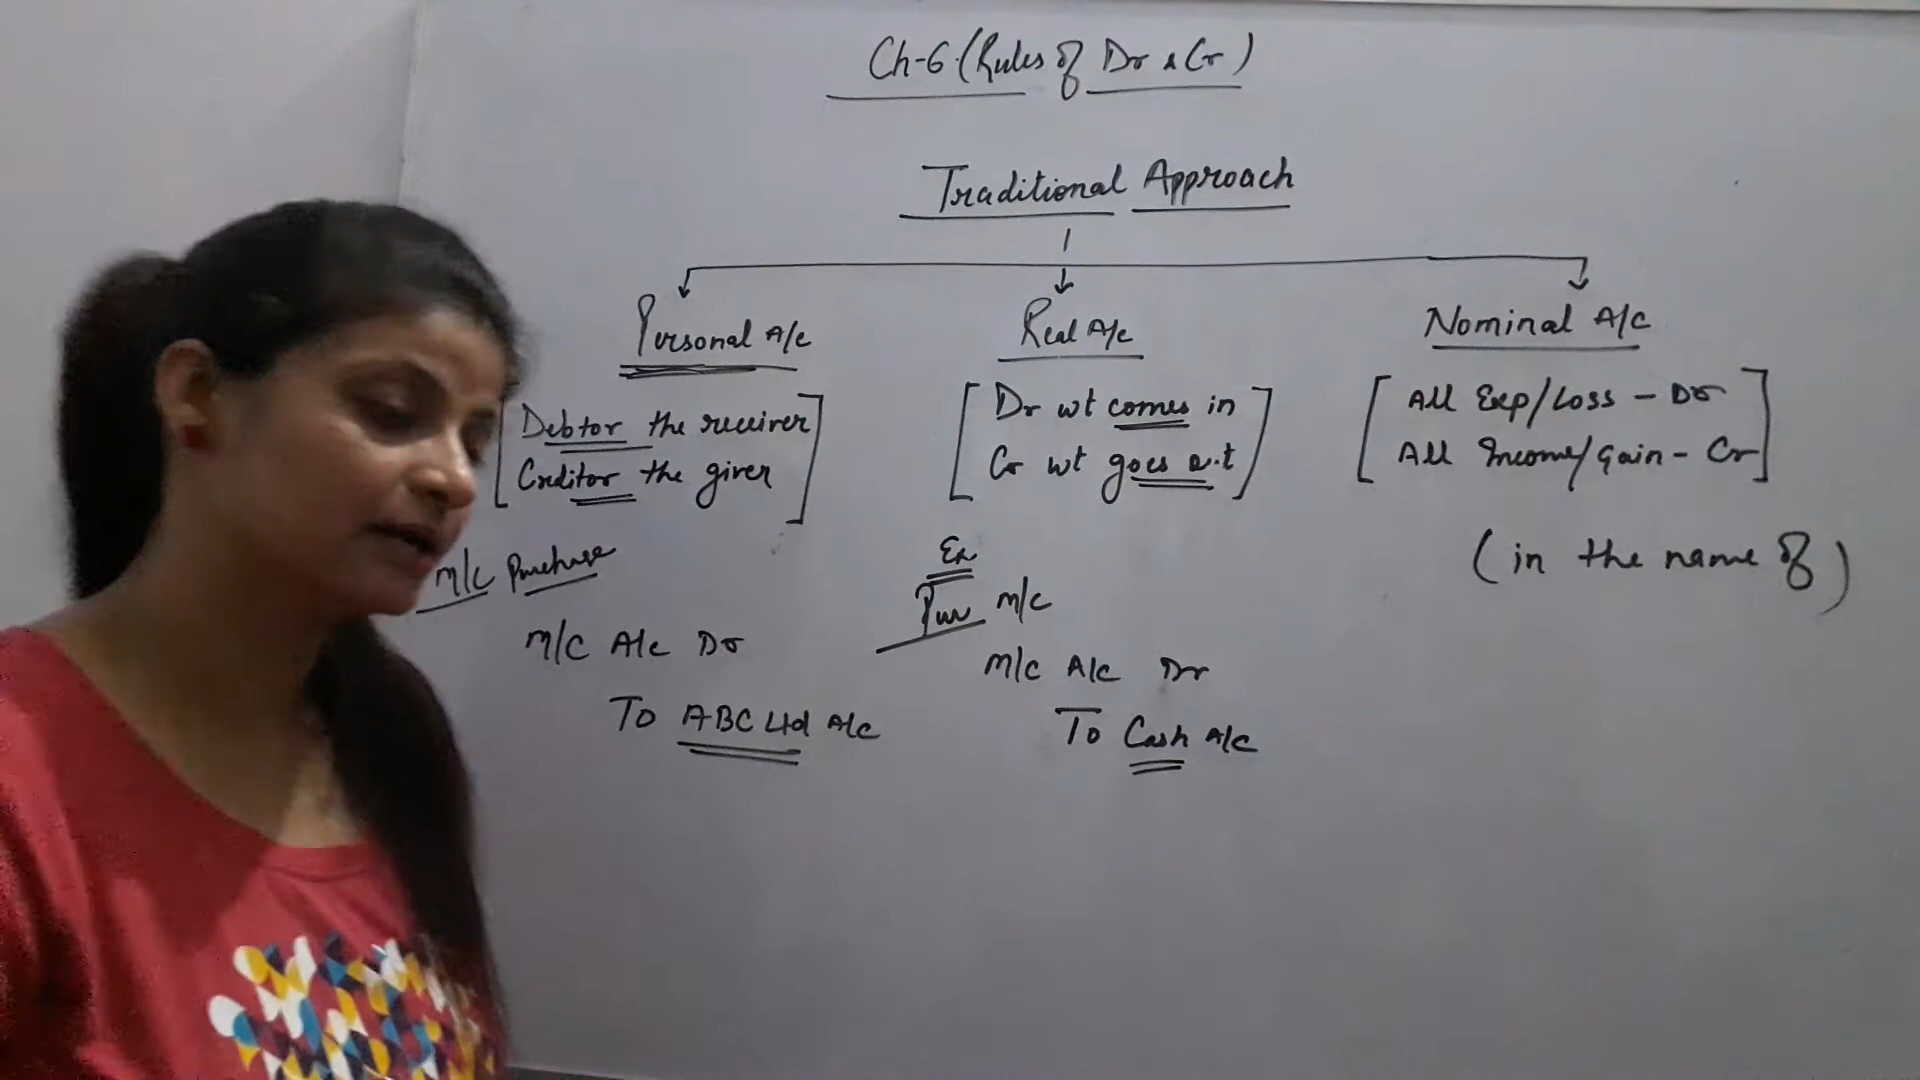 Ch-6 (Rules of Dr & Cr)
Traditional Approach
Personal A/c
Debtor the receiver
Creditor the giver
M/C Purchase
M/C A/c Dr
To ABC Ltd A/c
Real A/c
Dr wt comes in
Cr wt goes out
Ex
Pur M/C
M/C A/c Dr
To Cash A/c
Nominal A/C
All Exp/Loss - Dr
All Income/Gain - Cr
(in the name of)